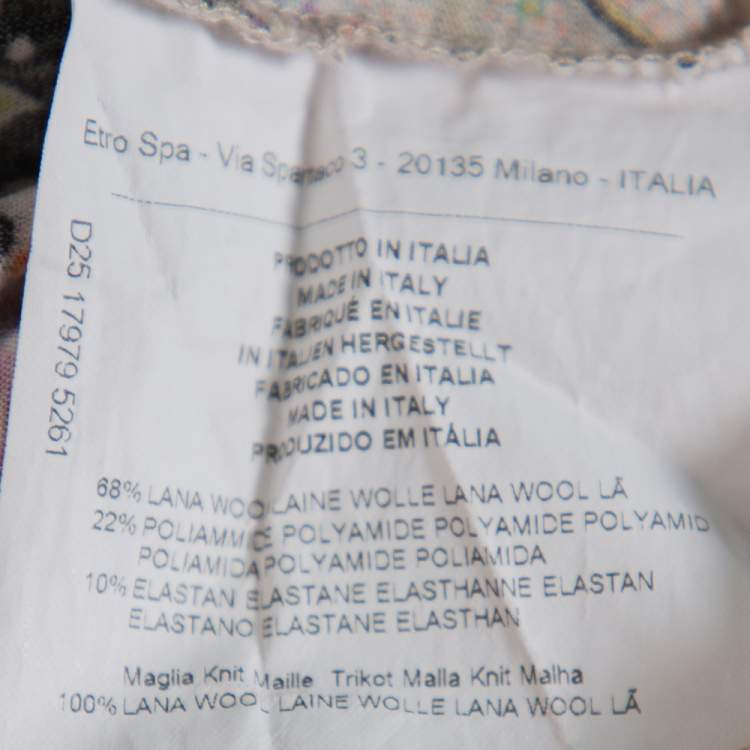 Etro Spa - Via Spartaco 3 - 20135 Milano - ITALIA
D25 17979 5261
PRODOTTO IN ITALIA
MADE IN ITALY
FABRIQUÉ EN ITALIE
IN ITALIEN HERGESTELLT
FABRICADO EN ITALIA
MADE IN ITALY
PRODUZIDO EM ITÁLIA
68% LANA WOOL LAINE WOLLE LANA WOOL LÃ
22% POLIAMMIDE POLYAMIDE POLYAMIDE POLYAMID
POLIAMIDA POLYAMIDE POLIAMIDA
10% ELASTAN ELASTANE ELASTHANNE ELASTAN
ELASTANO ELASTANE ELASTHAN
Maglia Knit Maille Trikot Malla Knit Malha
100% LANA WOOL LAINE WOLLE LANA WOOL LÃ